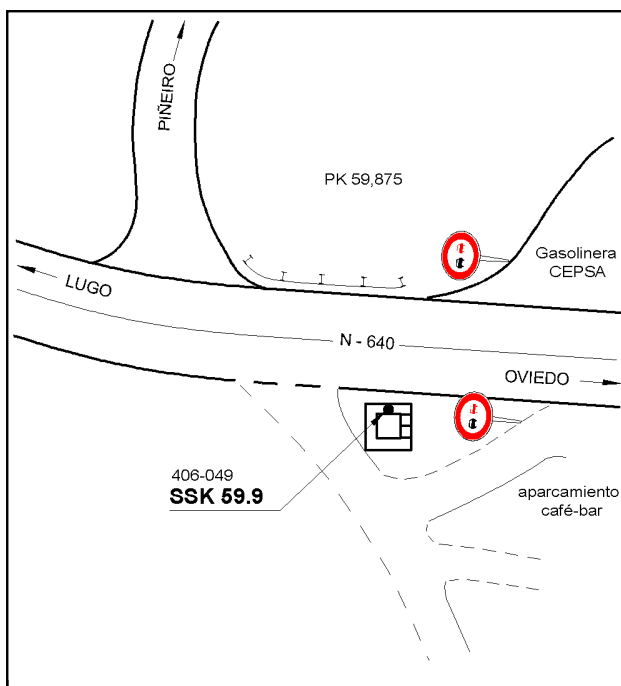 PIÑEIRO
PK 59,875
Gasolinera
CEPSA
LUGO
N - 640
OVIEDO
406-049
SSK 59.9
aparcamiento
café-bar